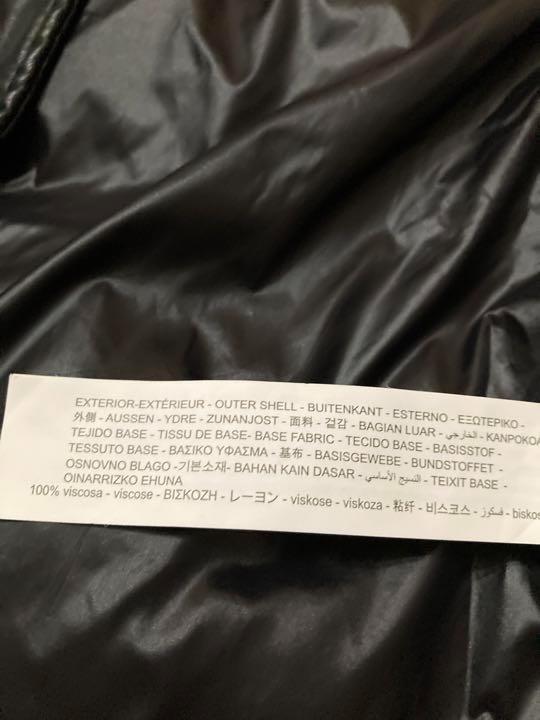 EXTERIOR-EXTÉRIEUR - OUTER SHELL - BUITENKANT - ESTERNO - ΕΞΩΤΕΡΙΚΟ -
外側 - AUSSEN - YDRE - ZUNANJOST - 面料 - 겉감 - BAGIAN LUAR - الخارجي - KANPOKOA
TEJIDO BASE - TISSU DE BASE- BASE FABRIC - TECIDO BASE - BASISSTOF -
TESSUTO BASE - ΒΑΣΙΚΟ ΥΦΑΣΜΑ - 基布 - BASISGEWEBE - BUNDSTOFFET -
OSNOVNO BLAGO -기본소재- BAHAN KAIN DASAR - النسيج الأساسي - TEIXIT BASE -
OINARRIZKO EHUNA
100% viscosa - viscose - ΒΙΣΚΟΖΗ - レーヨン - viskose - viskoza - 粘纤 - 비스코스 - فسكوز - bisko